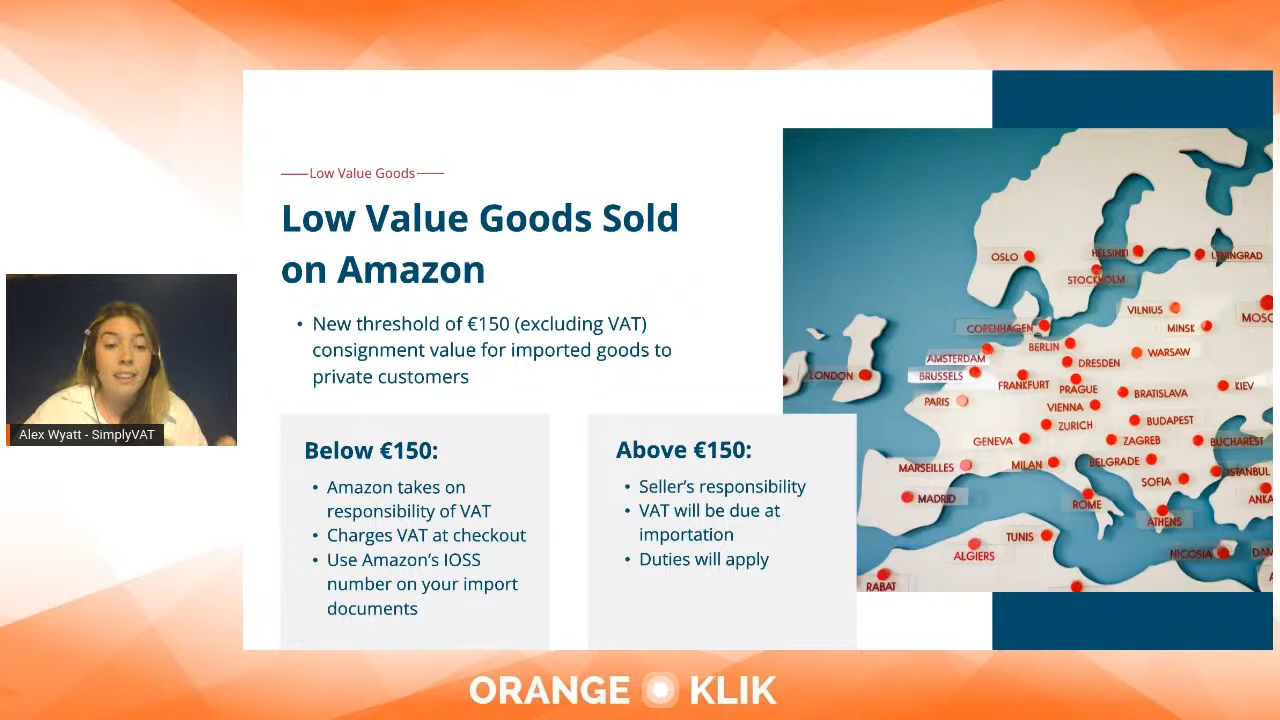 Low Value Goods
Low Value Goods Sold
on Amazon
• New threshold of €150 (excluding VAT)
consignment value for imported goods to
private customers
Below €150:
• Amazon takes on
responsibility of VAT
• Charges VAT at checkout
• Use Amazon's IOSS
number on your import
documents
Above €150:
• Seller's responsibility
• VAT will be due at
importation
• Duties will apply
OSLO
HELSINKI
LENINGRAD
STOCKHOLM
VILNIUS
MOSC
COPENHAGEN
MINSK
BERLIN
AMSTERDAM
DRESDEN
WARSAW
LONDON
BRUSSELS
FRANKFURT
PRAGUE
BRATISLAVA
KIEV
PARIS
VIENNA
ZURICH
BUDAPEST
GENEVA
ZAGREB
BUCHAREST
MARSEILLES
MILAN
BELGRADE
SOFIA
ISTANBUL
MADRID
ROME
ANKA
ATHENS
TUNIS
ALGIERS
NICOSIA
DAM
RABAT
Alex Wyatt - SimplyVAT
ORANGE KLIK